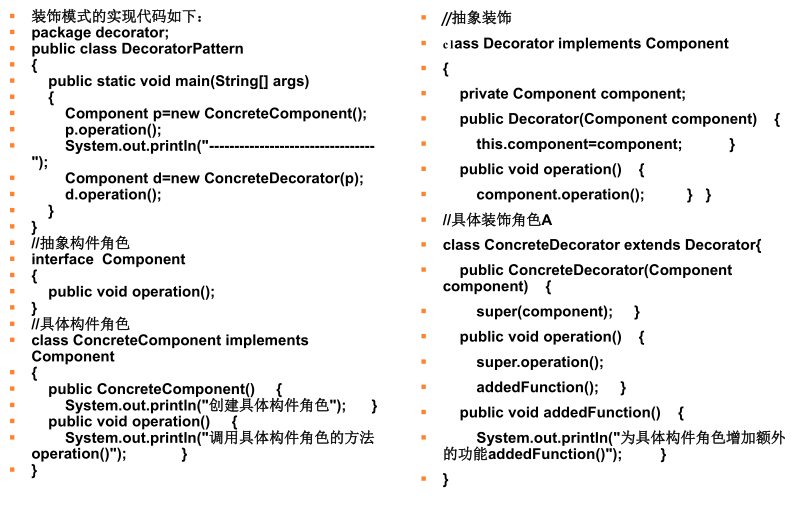 装饰模式的实现代码如下：
package decorator;
public class DecoratorPattern
{
public static void main(String[] args)
{
Component p=new ConcreteComponent();
p.operation();
System.out.println("---------------------------------
");
Component d=new ConcreteDecorator(p);
d.operation();
}
}
//抽象构件角色
interface  Component
{
public void operation();
}
//具体构件角色
class ConcreteComponent implements
Component
{
public ConcreteComponent()     {
System.out.println("创建具体构件角色");      }
public void operation()     {
System.out.println("调用具体构件角色的方法
operation()");             }
}
//抽象装饰
class Decorator implements Component
{
private Component component;
public Decorator(Component component)    {
this.component=component;           }
public void operation()    {
component.operation();          }   }
//具体装饰角色A
class ConcreteDecorator extends Decorator{
public ConcreteDecorator(Component
component)    {
super(component);     }
public void operation()    {
super.operation();
addedFunction();     }
public void addedFunction()    {
System.out.println("为具体构件角色增加额外
的功能addedFunction()");         }
}